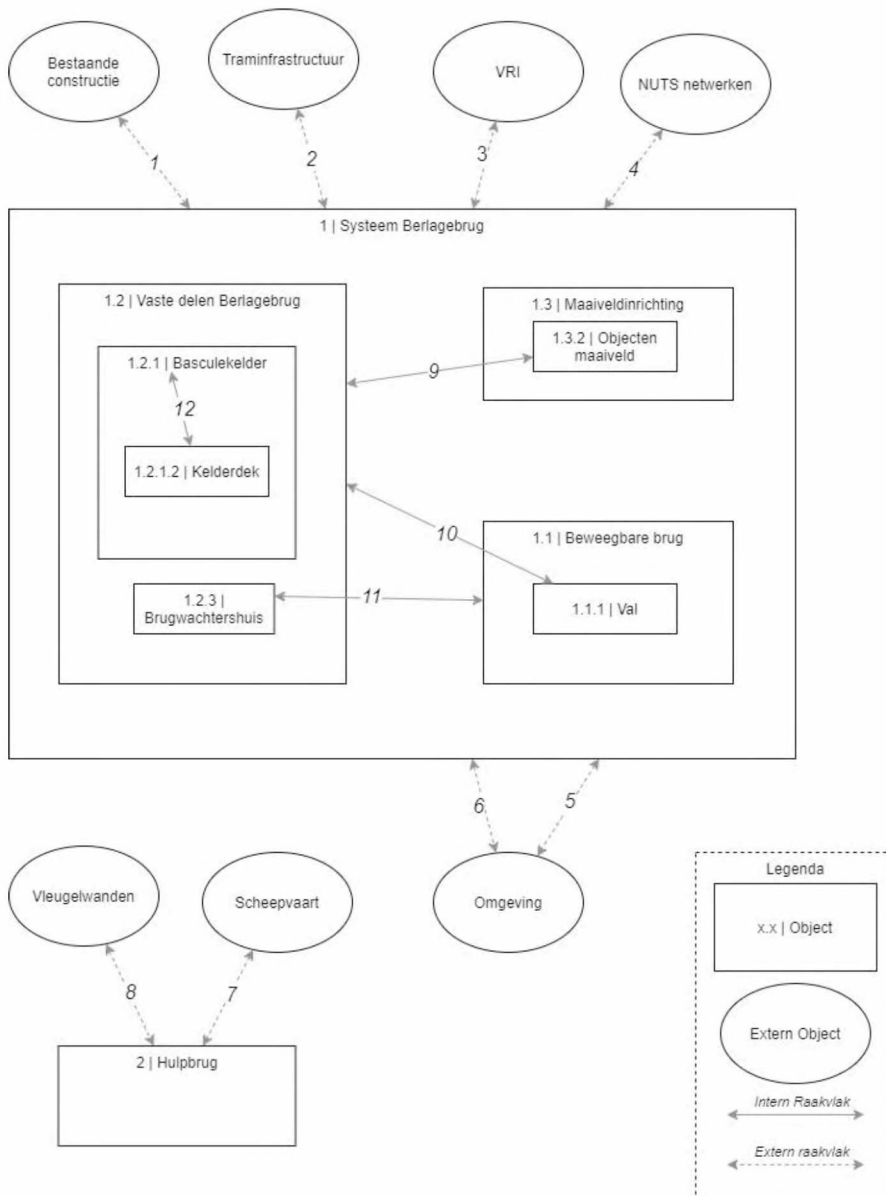 Bestaande
constructie
Traminfrastructuur
VRI
NUTS netwerken
1
2
3
4
1 | Systeem Berlagebrug
1.2 | Vaste delen Berlagebrug
1.3 | Maaiveldinrichting
1.3.2 | Objecten
maaiveld
1.2.1 | Basculekelder
9
12
1.2.1.2 | Kelderdek
10
1.1 | Beweegbare brug
1.2.3 |
Brugwachtershuis
11
1.1.1 | Val
6
5
Vleugelwanden
Scheepvaart
Omgeving
8
7
2 | Hulpbrug
Legenda
x.x | Object
Extern Object
Intern Raakvlak
Extern raakvlak